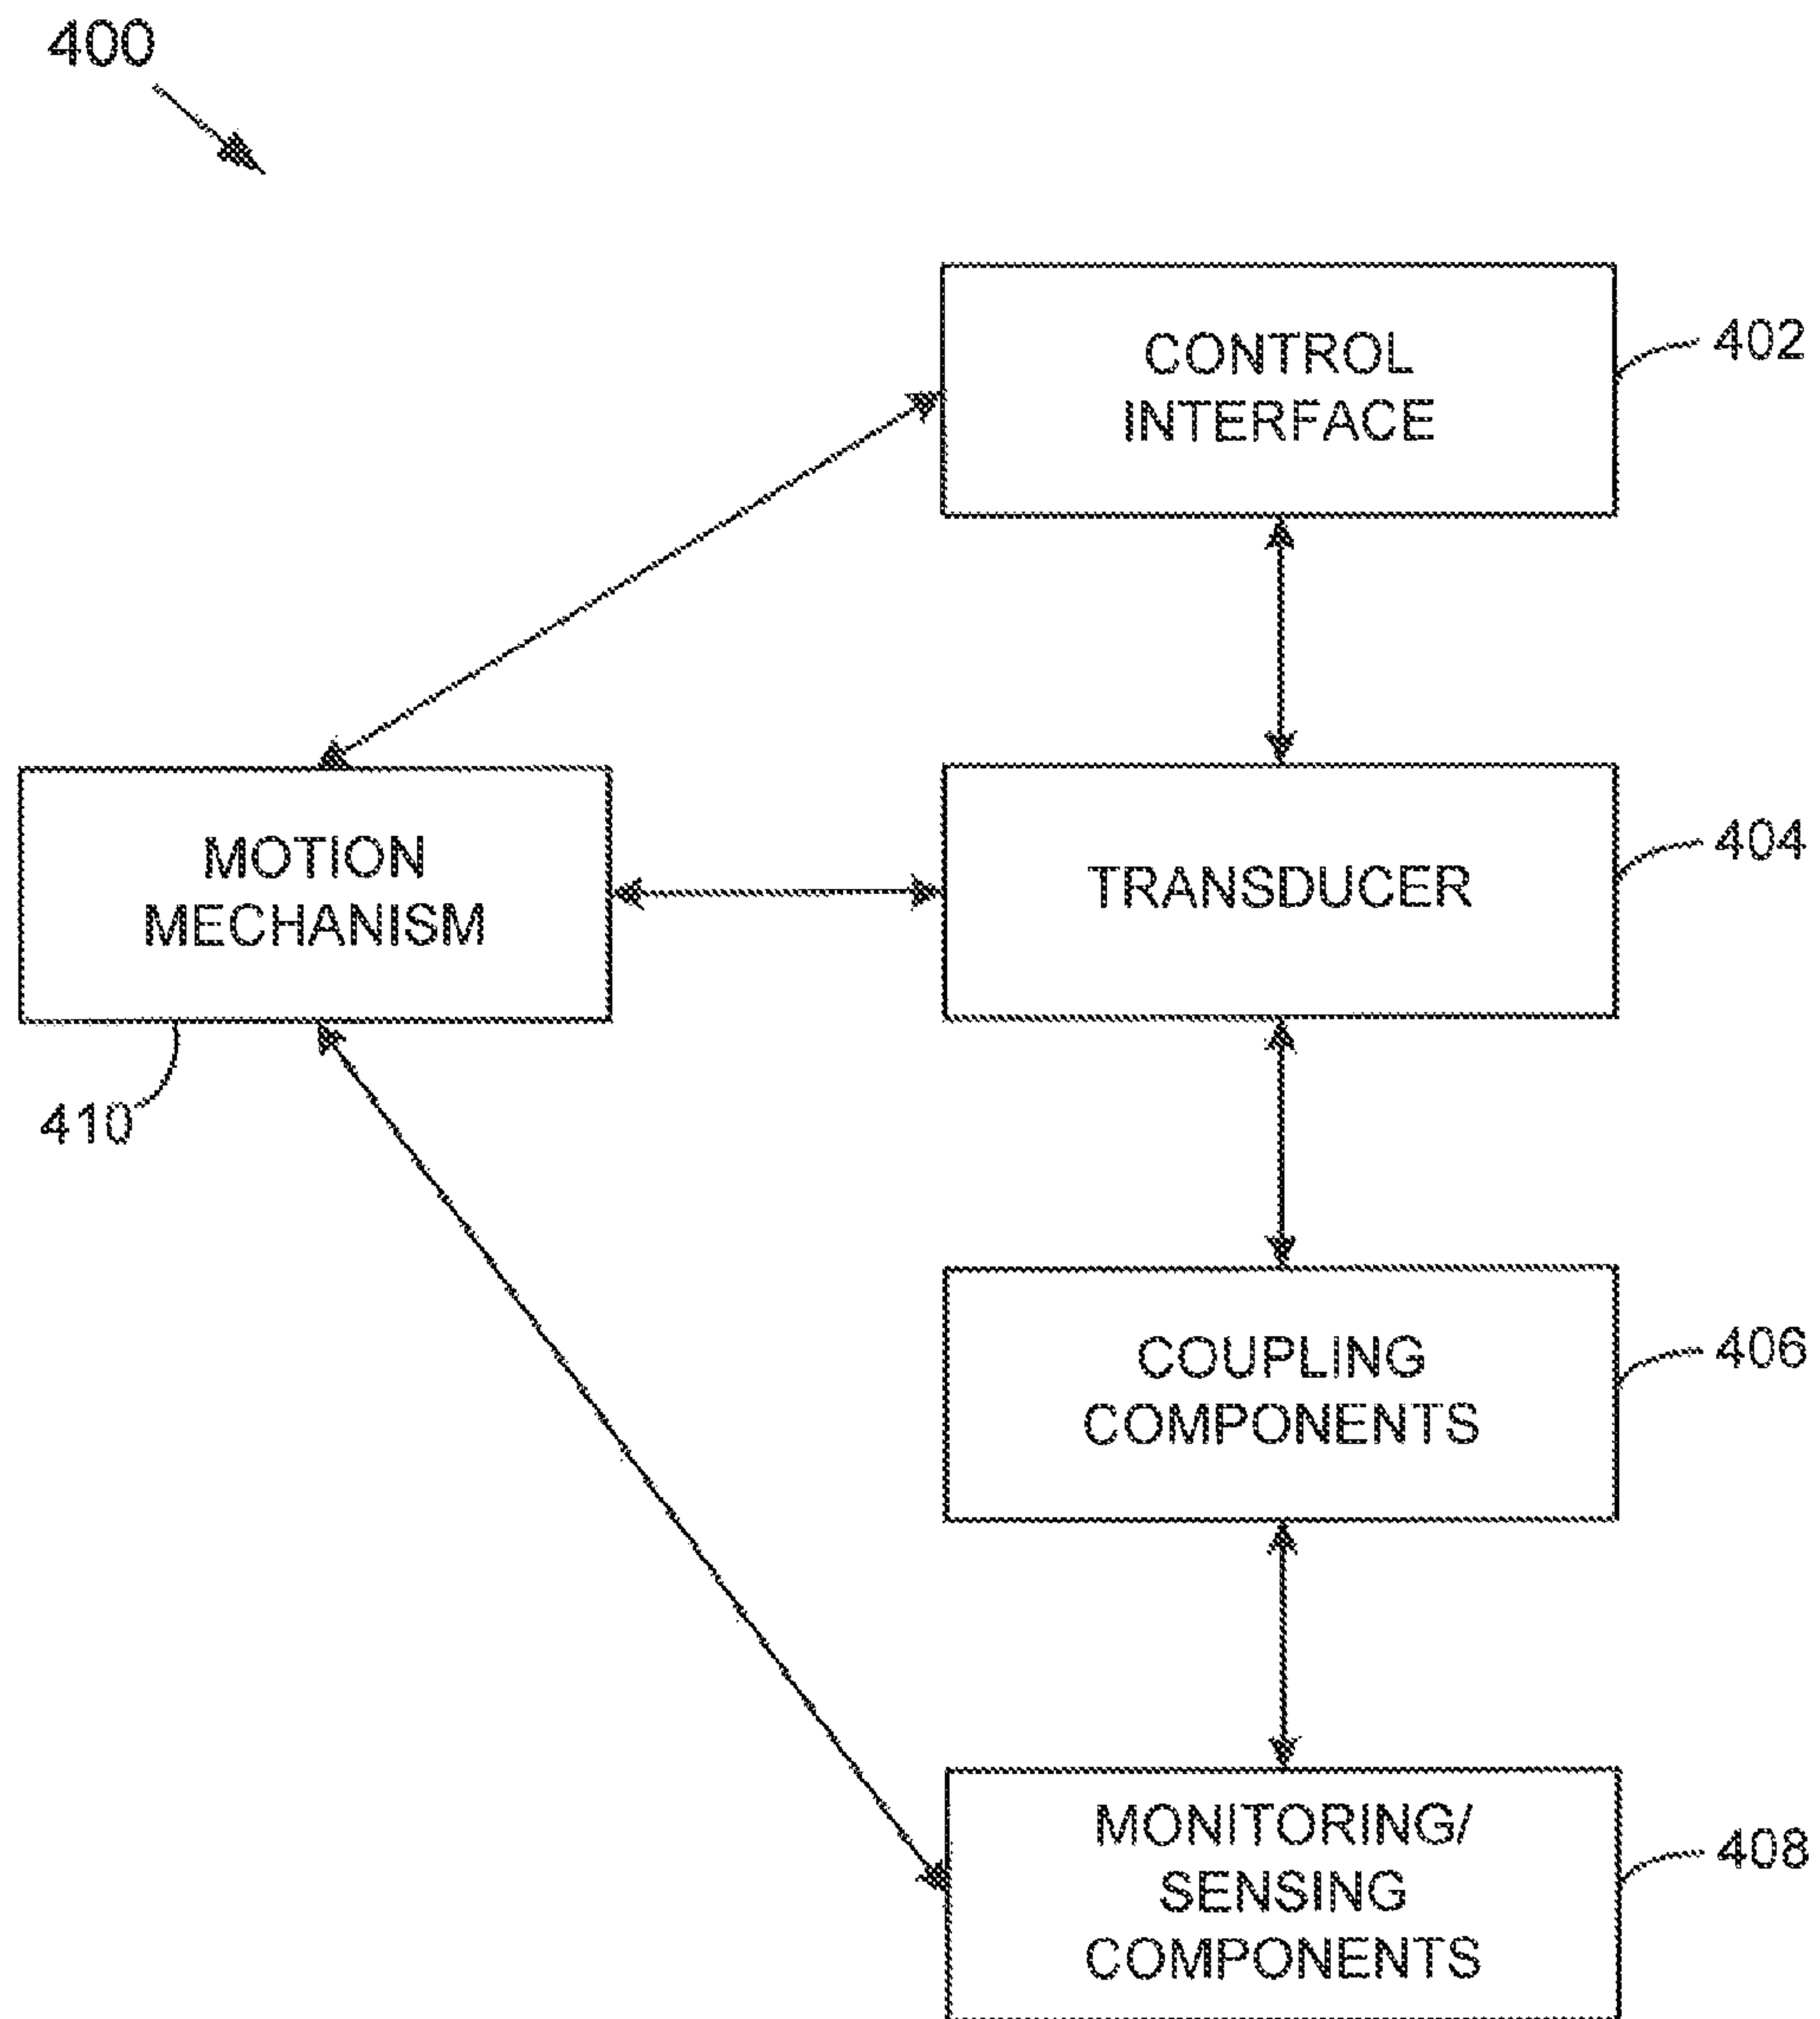 400
CONTROL
INTERFACE
402
MOTION
MECHANISM
410
TRANSDUCER
404
COUPLING
COMPONENTS
406
MONITORING/
SENSING
COMPONENTS
408